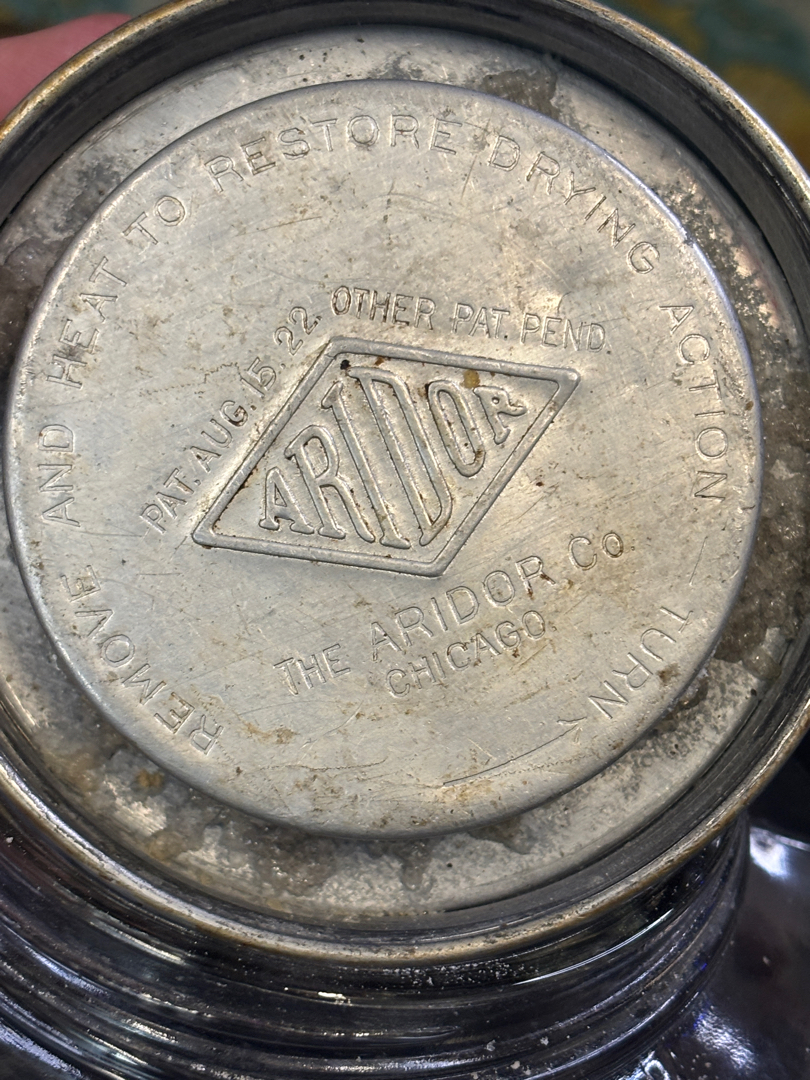 REMOVE AND HEAT TO RESTORE DRYING ACTION — TURN
PAT. AUG. 15. 22. OTHER PAT. PEND.
ARIDOR
THE ARIDOR Co.
CHICAGO